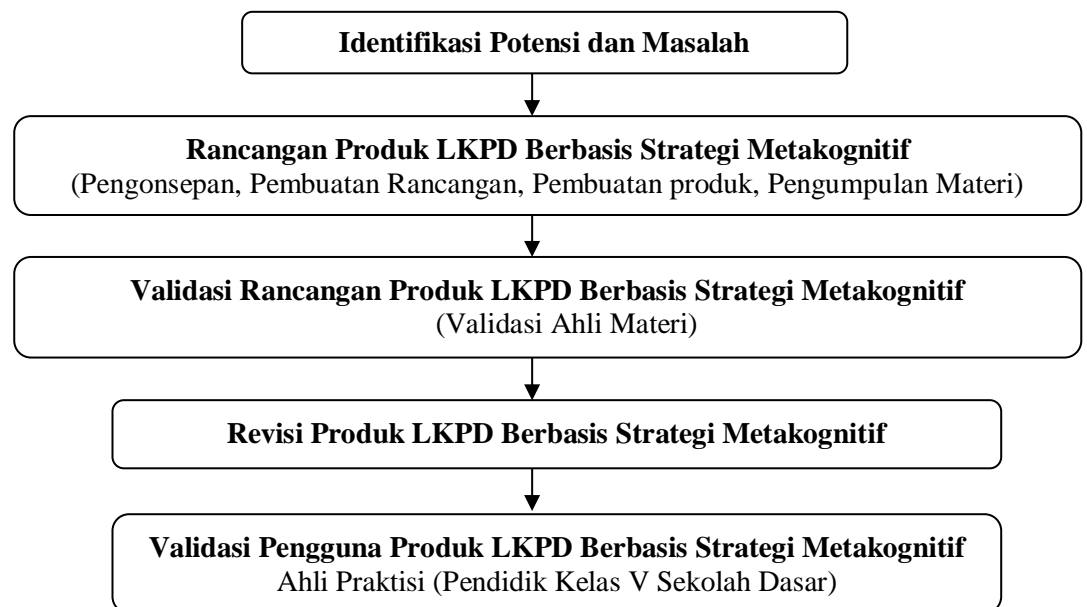 Identifikasi Potensi dan Masalah
Rancangan Produk LKPD Berbasis Strategi Metakognitif
(Pengonsepan, Pembuatan Rancangan, Pembuatan produk, Pengumpulan Materi)
Validasi Rancangan Produk LKPD Berbasis Strategi Metakognitif
(Validasi Ahli Materi)
Revisi Produk LKPD Berbasis Strategi Metakognitif
Validasi Pengguna Produk LKPD Berbasis Strategi Metakognitif
Ahli Praktisi (Pendidik Kelas V Sekolah Dasar)